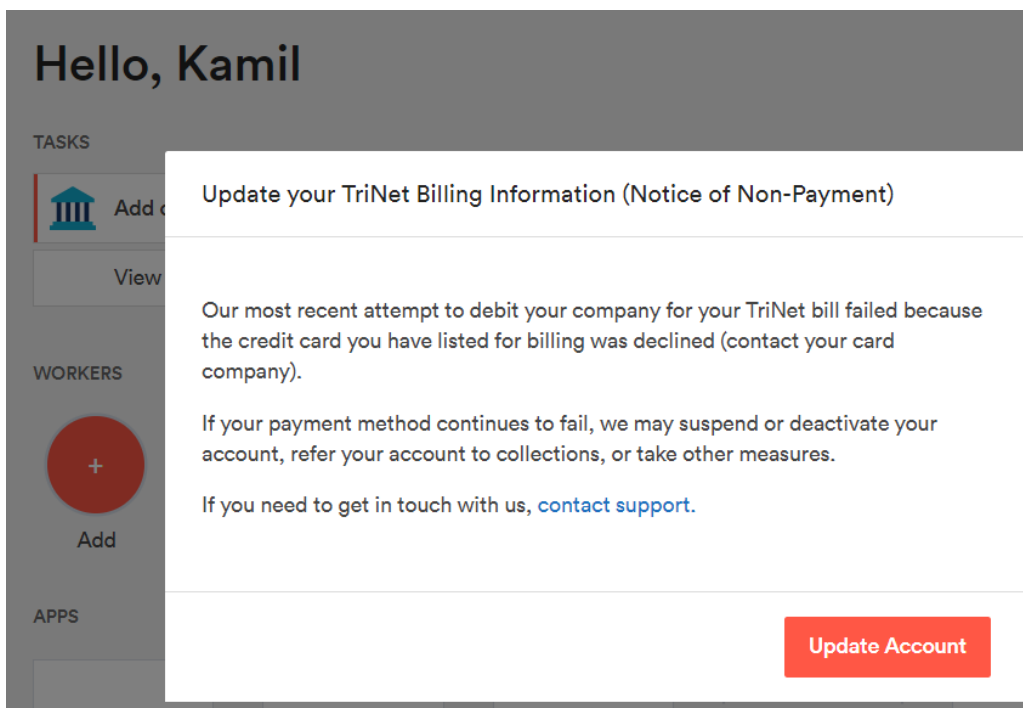 Hello, Kamil
TASKS
Add
View
Update your TriNet Billing Information (Notice of Non-Payment)
Our most recent attempt to debit your company for your TriNet bill failed because
the credit card you have listed for billing was declined (contact your card
company).
If your payment method continues to fail, we may suspend or deactivate your
account, refer your account to collections, or take other measures.
If you need to get in touch with us, contact support.
WORKERS
+
Add
APPS
Update Account